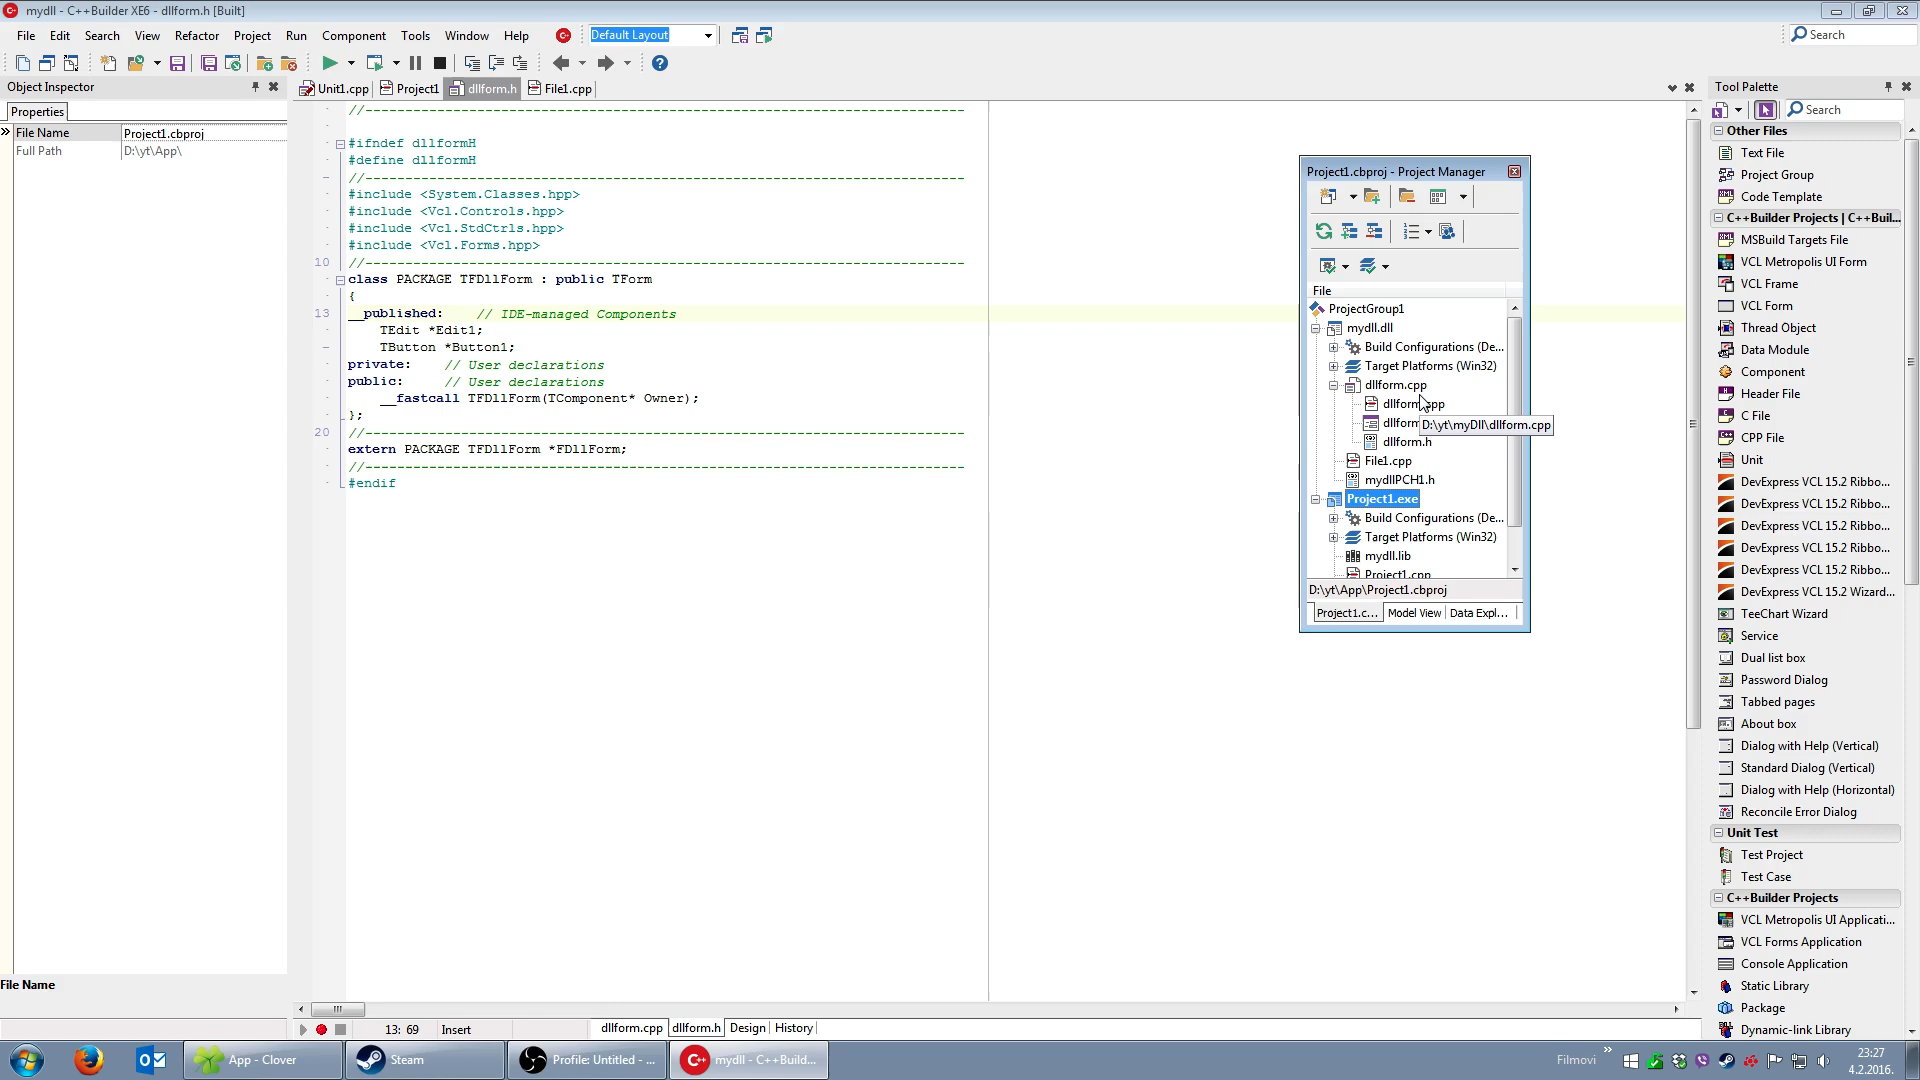 mydll - C++Builder XE6 - dllform.h [Built]
File Edit Search View Refactor Project Run Component Tools Window Help
Default Layout
Search
Object Inspector
Properties
File Name Project1.cbproj
Full Path D:\yt\App\
File Name
Unit1.cpp Project1 dllform.h File1.cpp
//---------------------------------------------------------------------------
#ifndef dllformH
#define dllformH
//---------------------------------------------------------------------------
#include <System.Classes.hpp>
#include <Vcl.Controls.hpp>
#include <Vcl.StdCtrls.hpp>
#include <Vcl.Forms.hpp>
10 //---------------------------------------------------------------------------
class PACKAGE TFDllForm : public TForm
{
13 __published: // IDE-managed Components
TEdit *Edit1;
TButton *Button1;
private: // User declarations
public: // User declarations
__fastcall TFDllForm(TComponent* Owner);
};
20 //---------------------------------------------------------------------------
extern PACKAGE TFDllForm *FDllForm;
//---------------------------------------------------------------------------
#endif
13: 69 Insert
dllform.cpp dllform.h Design History
Project1.cbproj - Project Manager
File
ProjectGroup1
mydll.dll
Build Configurations (De...
Target Platforms (Win32)
dllform.cpp
dllform.cpp
dllform
D:\yt\myDll\dllform.cpp
dllform.h
File1.cpp
mydllPCH1.h
Project1.exe
Build Configurations (De...
Target Platforms (Win32)
mydll.lib
Project1.cpp
D:\yt\App\Project1.cbproj
Project1.c... Model View Data Expl...
Tool Palette
Search
Other Files
Text File
Project Group
Code Template
C++Builder Projects | C++Buil...
MSBuild Targets File
VCL Metropolis UI Form
VCL Frame
VCL Form
Thread Object
Data Module
Component
Header File
C File
CPP File
Unit
DevExpress VCL 15.2 Ribbo...
DevExpress VCL 15.2 Ribbo...
DevExpress VCL 15.2 Ribbo...
DevExpress VCL 15.2 Ribbo...
DevExpress VCL 15.2 Ribbo...
DevExpress VCL 15.2 Wizard...
TeeChart Wizard
Service
Dual list box
Password Dialog
Tabbed pages
About box
Dialog with Help (Vertical)
Standard Dialog (Vertical)
Dialog with Help (Horizontal)
Reconcile Error Dialog
Unit Test
Test Project
Test Case
C++Builder Projects
VCL Metropolis UI Applicati...
VCL Forms Application
Console Application
Static Library
Package
Dynamic-link Library
App - Clover
Steam
Profile: Untitled - ...
mydll - C++Build...
Filmovi
23:27
4.2.2016.